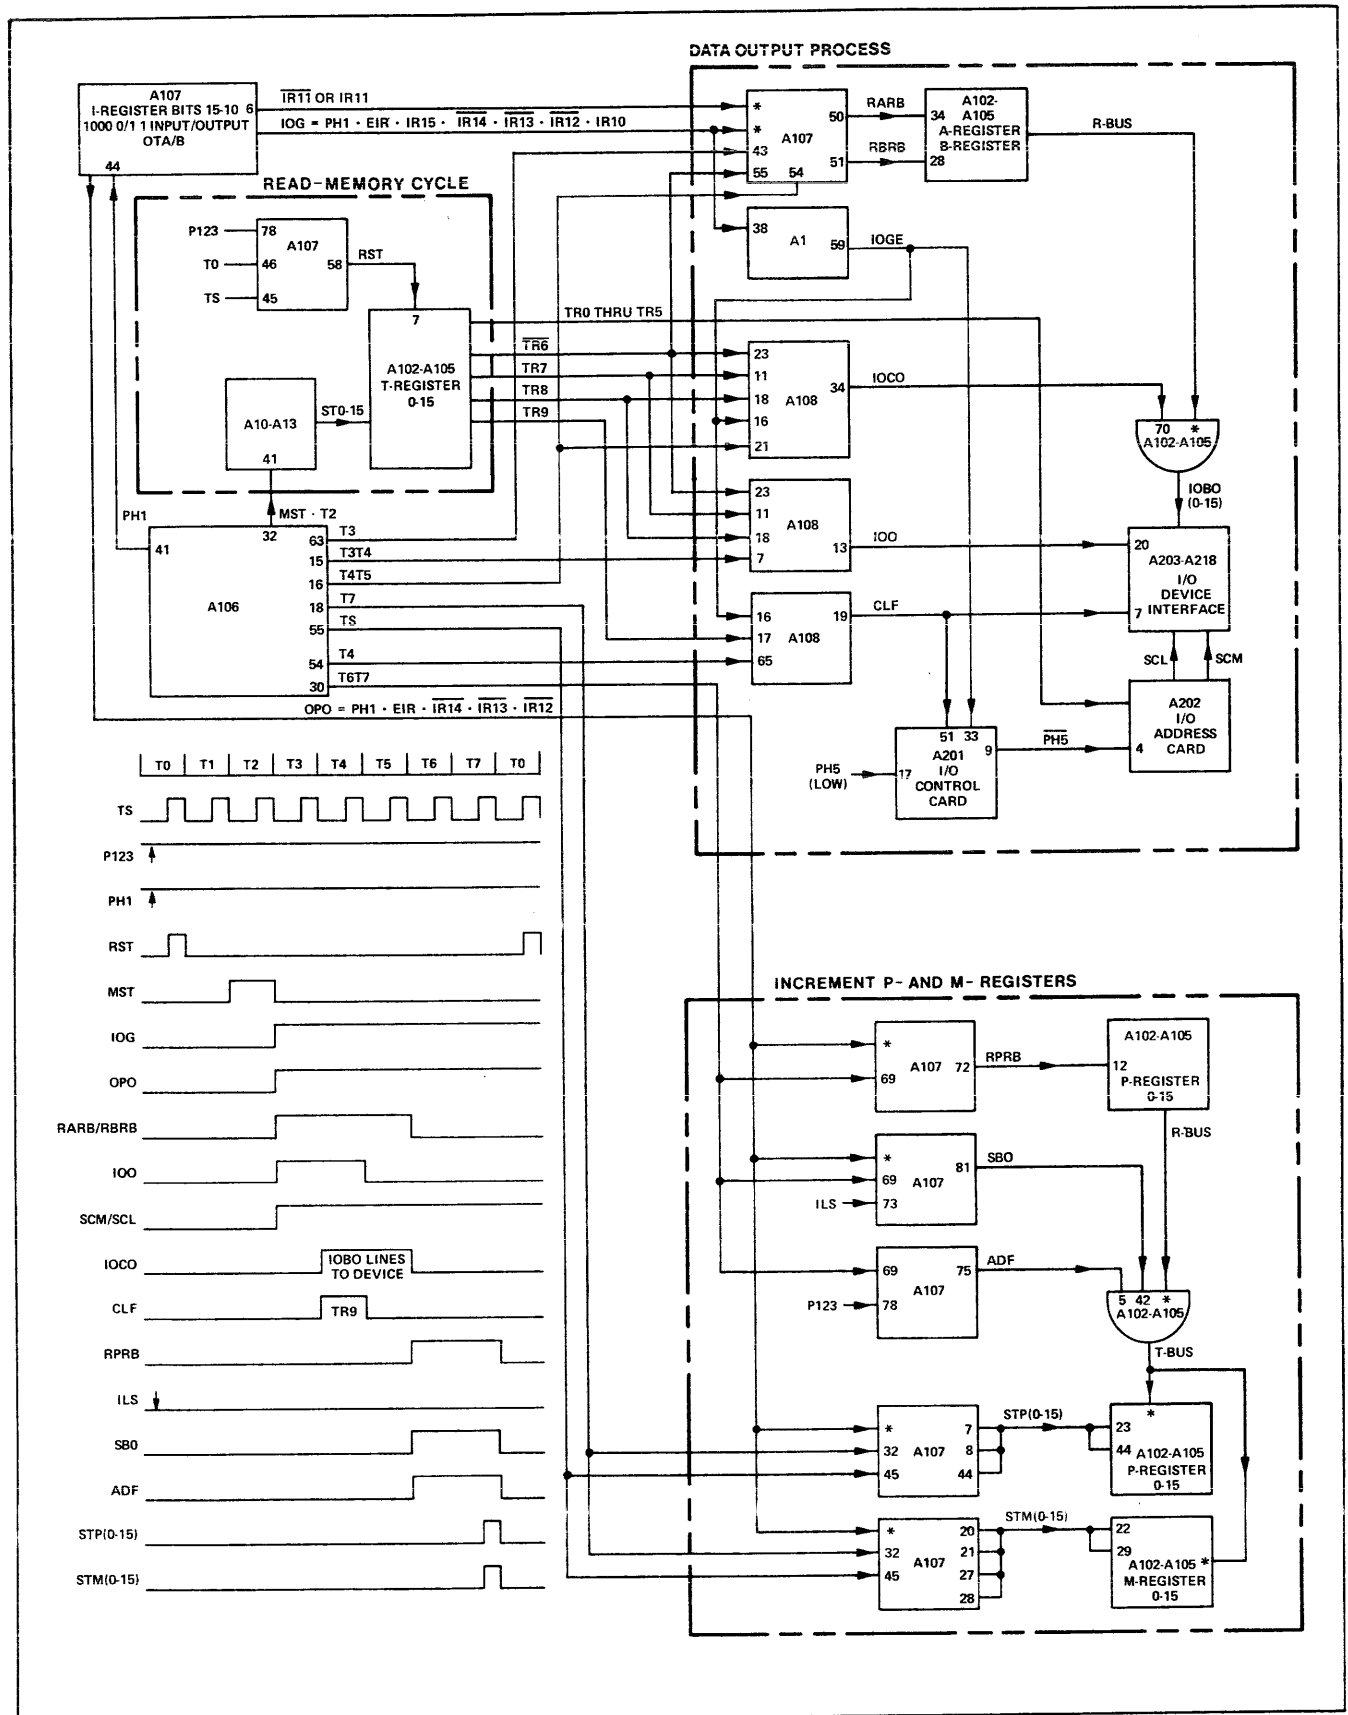 DATA OUTPUT PROCESS
A107
I-REGISTER BITS 15-10 6
1000 0/1 1 INPUT/OUTPUT
OTA/B
44
IR11 OR IR11
IOG = PH1 · EIR · IR15 · IR14 · IR13 · IR12 · IR10
*
*
43
55
A107
54
50
51
RARB
RBRB
A102-
A105
A-REGISTER
B-REGISTER
34
28
R-BUS
READ-MEMORY CYCLE
P123
T0
TS
78
46
45
A107
58
RST
38
A1
59
IOGE
7
A102-A105
T-REGISTER
0-15
TR0 THRU TR5
TR6
TR7
TR8
TR9
A10-A13
41
ST0-15
23
11
18
16
21
A108
34
IOCO
70 *
A102-A105
IOBO
(0-15)
PH1
MST · T2
41
32
A106
63
15
16
18
55
54
30
T3
T3T4
T4T5
T7
TS
T4
T6T7
23
11
18
7
A108
13
IOO
20
A203-A218
I/O
DEVICE
INTERFACE
7
16
17
65
A108
19
CLF
SCL
SCM
OPO = PH1 · EIR · IR14 · IR13 · IR12
A202
I/O
ADDRESS
CARD
4
51 33
A201
I/O
CONTROL
CARD
9
17
PH5
PH5
(LOW)
T0 T1 T2 T3 T4 T5 T6 T7 T0
TS
P123
PH1
RST
MST
IOG
OPO
RARB/RBRB
IOO
SCM/SCL
IOCO
IOBO LINES
TO DEVICE
CLF
TR9
RPRB
ILS
SBO
ADF
STP(0-15)
STM(0-15)
INCREMENT P- AND M- REGISTERS
*
69
A107
72
RPRB
A102-A105
12
P-REGISTER
0-15
R-BUS
*
69
73
A107
81
SBO
ILS
69
78
A107
75
ADF
P123
5 42 *
A102-A105
T-BUS
*
32
45
A107
7
8
44
STP(0-15)
*
23
44
A102-A105
P-REGISTER
0-15
*
32
45
A107
20
21
27
28
STM(0-15)
22
29
A102-A105 *
M-REGISTER
0-15